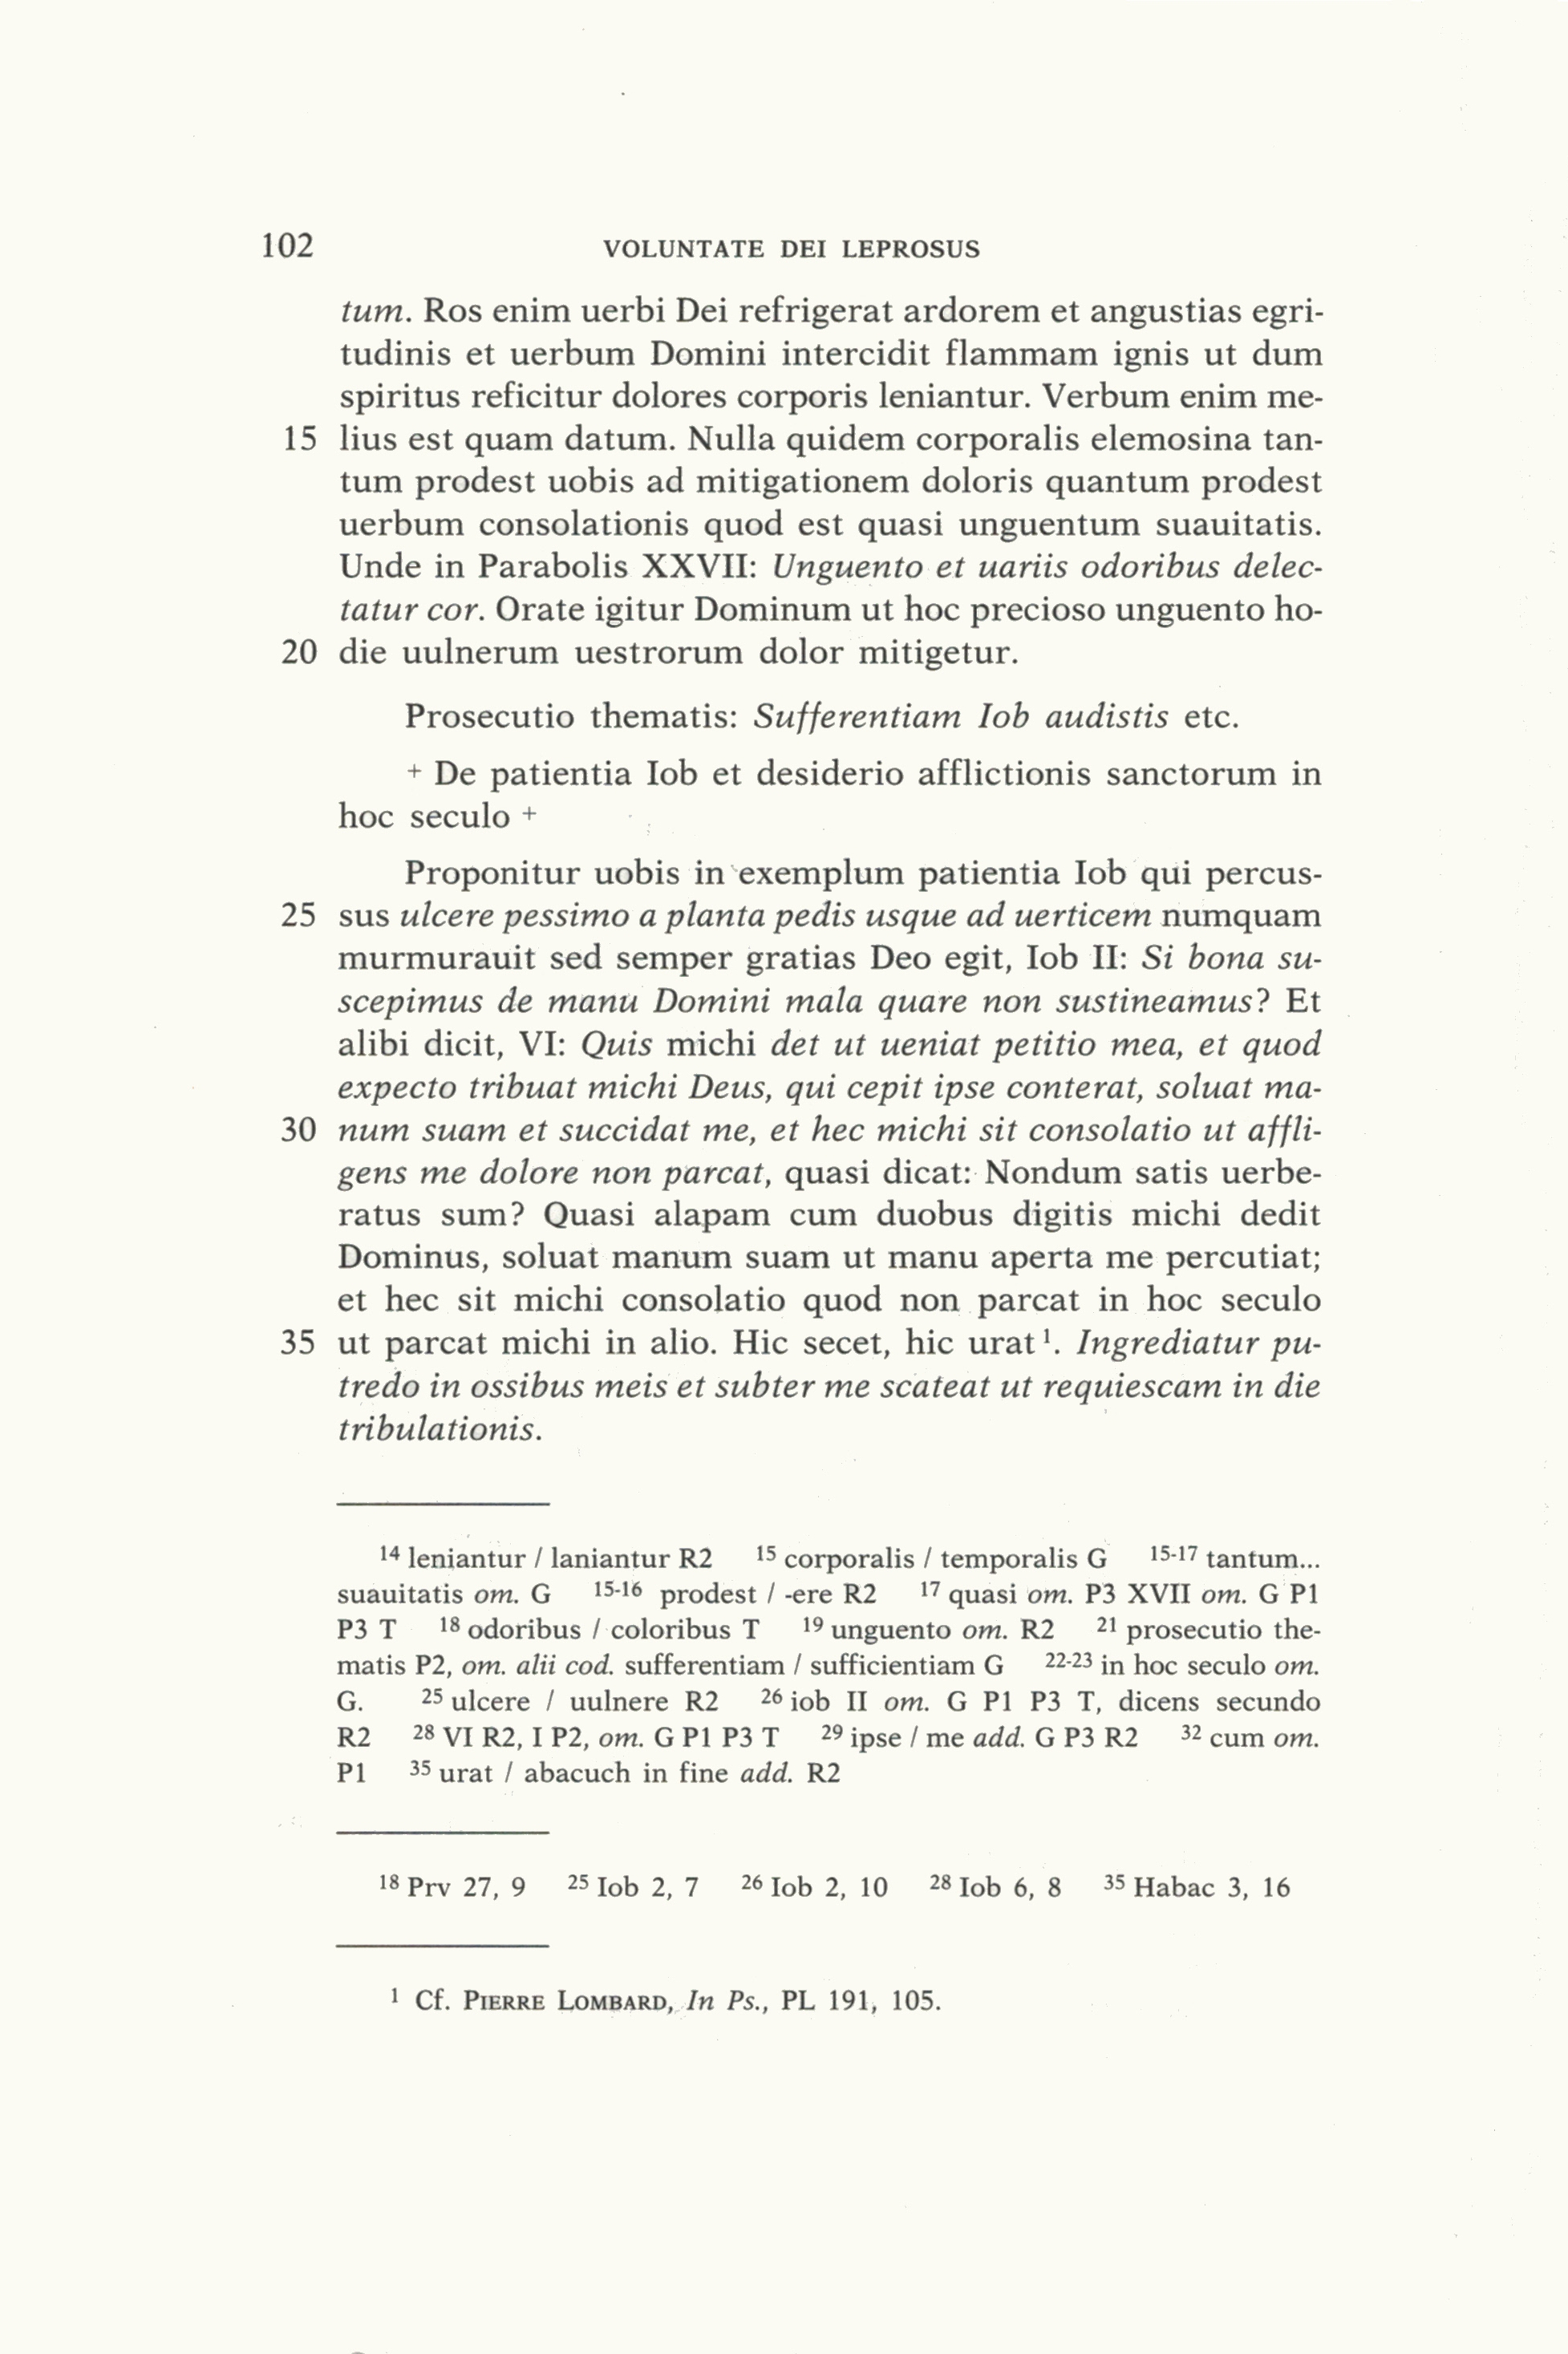 102 VOLUNTATE DEI LEPROSUS
tum. Ros enim uerbi Dei refrigerat ardorem et angustias egri-
tudinis et uerbum Domini intercidit flammam ignis ut dum
spiritus reficitur dolores corporis leniantur. Verbum enim me-
15 lius est quam datum. Nulla quidem corporalis elemosina tan-
tum prodest uobis ad mitigationem doloris quantum prodest
uerbum consolationis quod est quasi unguentum suauitatis.
Unde in Parabolis XXVII: Unguento et uariis odoribus delec-
tatur cor. Orate igitur Dominum ut hoc precioso unguento ho-
20 die uulnerum uestrorum dolor mitigetur.
Prosecutio thematis: Sufferentiam Iob audistis etc.
+ De patientia Iob et desiderio afflictionis sanctorum in
hoc seculo +
Proponitur uobis in exemplum patientia Iob qui percus-
25 sus ulcere pessimo a planta pedis usque ad uerticem numquam
murmurauit sed semper gratias Deo egit, Iob II: Si bona su-
scepimus de manu Domini mala quare non sustineamus? Et
alibi dicit, VI: Quis michi det ut ueniat petitio mea, et quod
expecto tribuat michi Deus, qui cepit ipse conterat, soluat ma-
30 num suam et succidat me, et hec michi sit consolatio ut affli-
gens me dolore non parcat, quasi dicat: Nondum satis uerbe-
ratus sum? Quasi alapam cum duobus digitis michi dedit
Dominus, soluat manum suam ut manu aperta me percutiat;
et hec sit michi consolatio quod non parcat in hoc seculo
35 ut parcat michi in alio. Hic secet, hic urat ¹. Ingrediatur pu-
tredo in ossibus meis et subter me scateat ut requiescam in die
tribulationis.
14 leniantur / laniantur R2 15 corporalis / temporalis G 15-17 tantum...
suauitatis om. G 15-16 prodest / -ere R2 17 quasi om. P3 XVII om. G P1
P3 T 18 odoribus / coloribus T 19 unguento om. R2 21 prosecutio the-
matis P2, om. alii cod. sufferentiam / sufficientiam G 22-23 in hoc seculo om.
G. 25 ulcere / uulnere R2 26 iob II om. G P1 P3 T, dicens secundo
R2 28 VI R2, I P2, om. G P1 P3 T 29 ipse / me add. G P3 R2 32 cum om.
P1 35 urat / abacuch in fine add. R2
18 Prv 27, 9 25 Iob 2, 7 26 Iob 2, 10 28 Iob 6, 8 35 Habac 3, 16
1 Cf. PIERRE LOMBARD, In Ps., PL 191, 105.